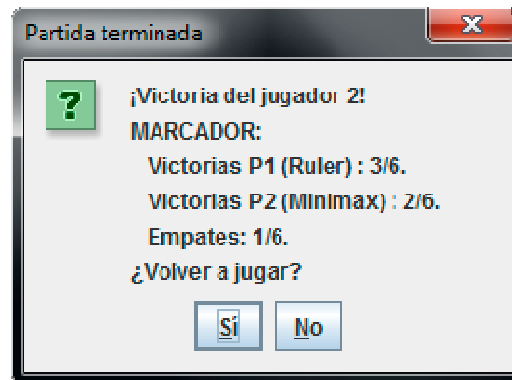 Partida terminada
¡Victoria del jugador 2!
MARCADOR:
Victorias P1 (Ruler) : 3/6.
Victorias P2 (Minimax) : 2/6.
Empates: 1/6.
¿Volver a jugar?
Sí
No